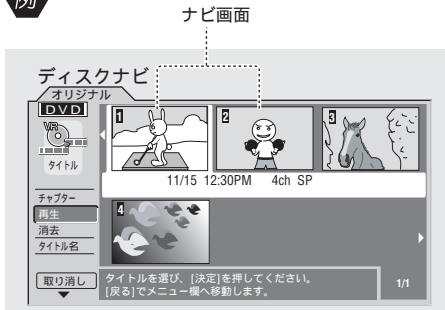 例
ナビ画面
ディスクナビ
オリジナル
DVD
VR
タイトル
チャプター
再生
消去
タイトル名
取り消し
1
2
3
11/15 12:30PM 4ch SP
4
タイトルを選び、[決定]を押してください。
[戻る]でメニュー欄へ移動します。
1/1